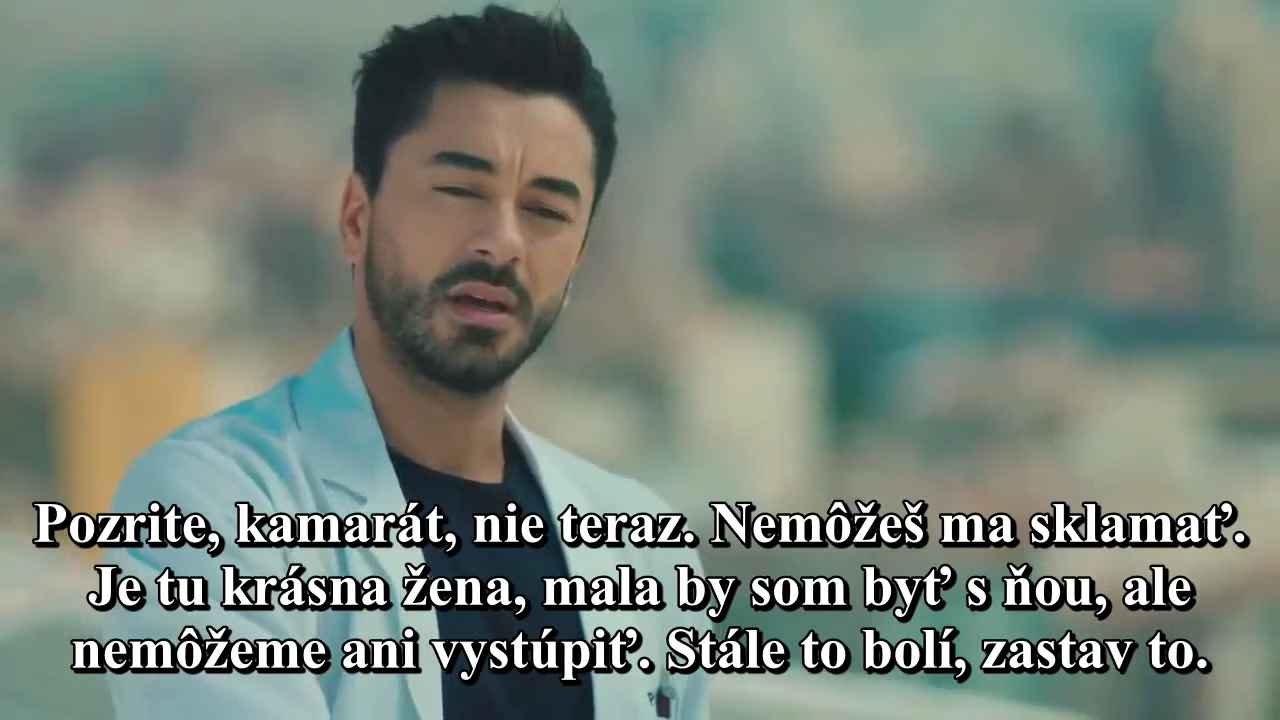 Pozrite, kamarát, nie teraz. Nemôžeš ma sklamať.
Je tu krásna žena, mala by som byť s ňou, ale
nemôžeme ani vystúpiť. Stále to bolí, zastav to.